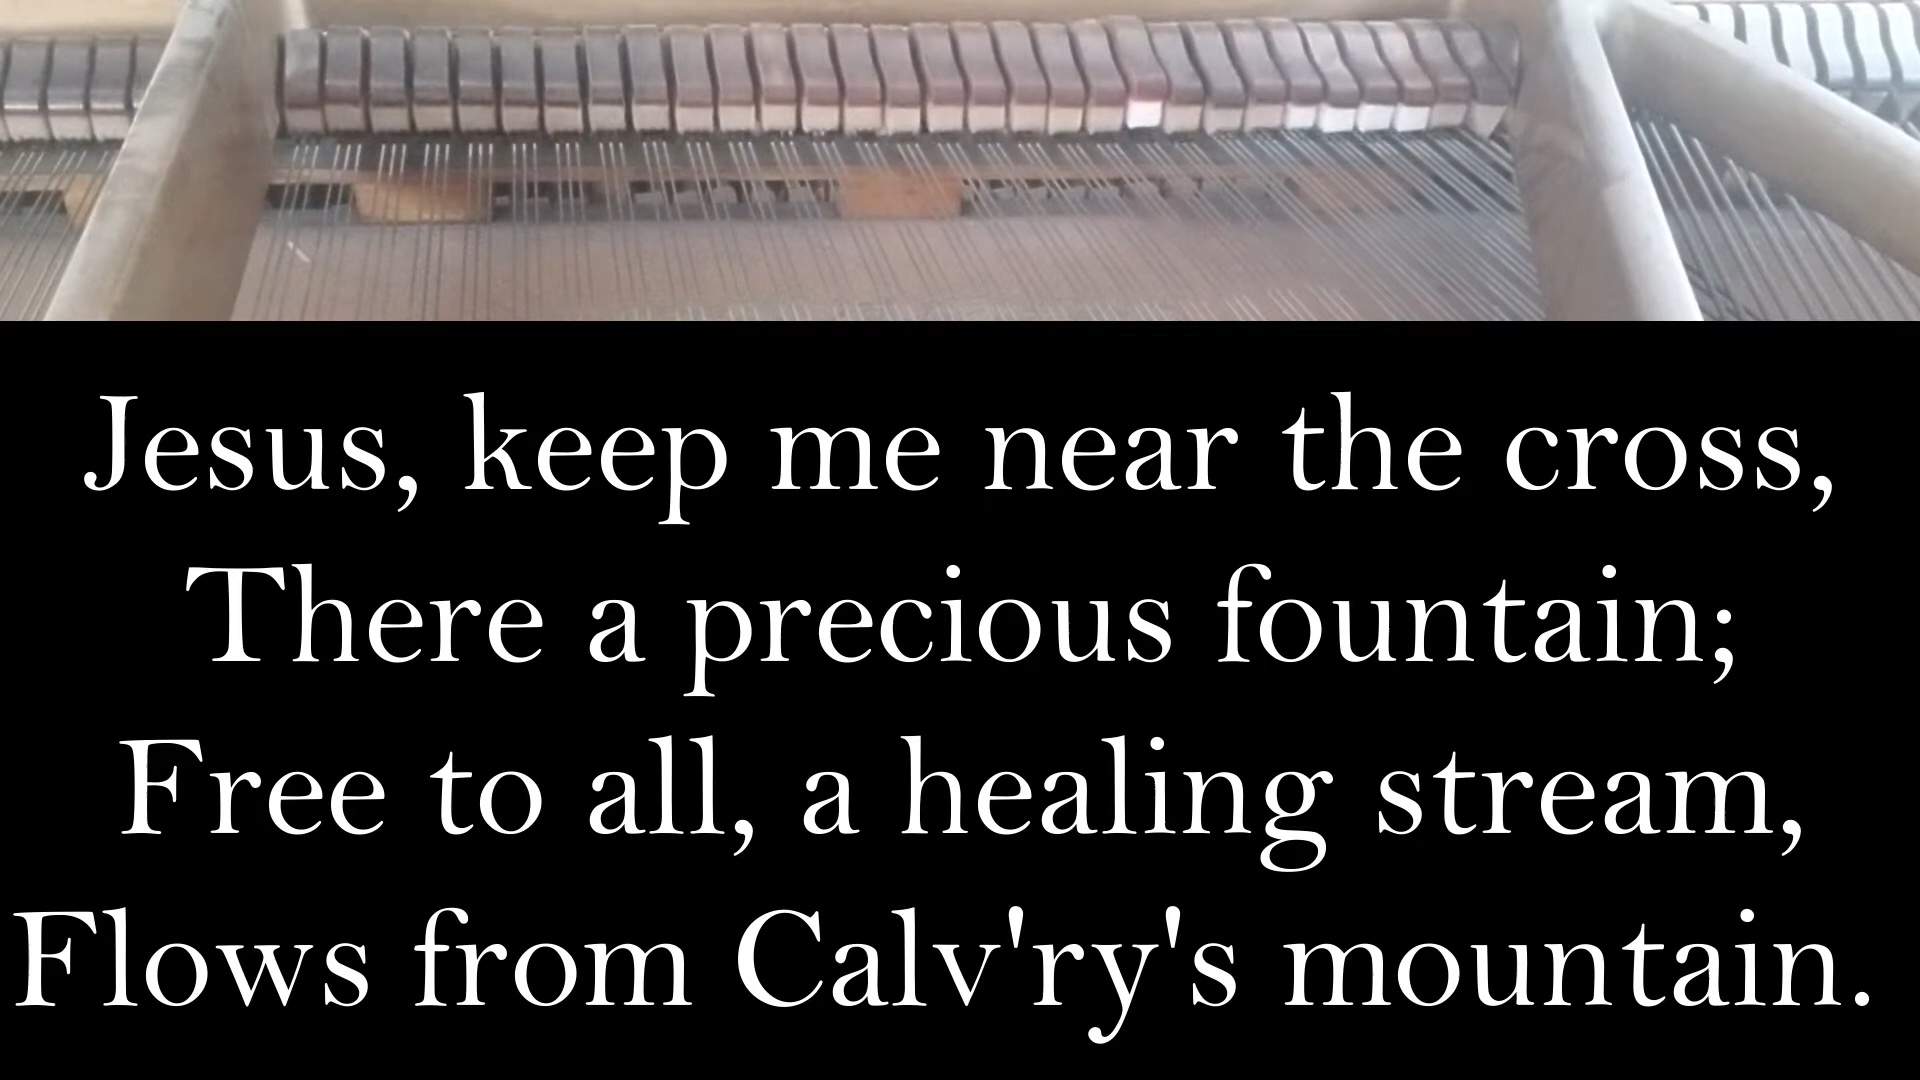 Jesus, keep me near the cross,
There a precious fountain;
Free to all, a healing stream,
Flows from Calv'ry's mountain.